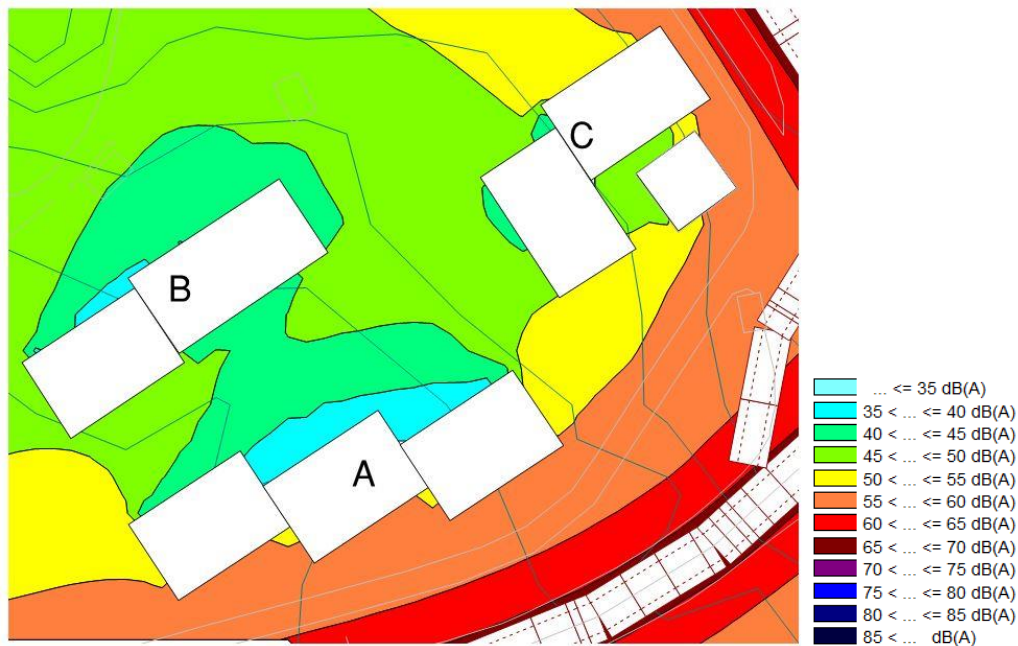 C
B
A
... <= 35 dB(A)
35 < ... <= 40 dB(A)
40 < ... <= 45 dB(A)
45 < ... <= 50 dB(A)
50 < ... <= 55 dB(A)
55 < ... <= 60 dB(A)
60 < ... <= 65 dB(A)
65 < ... <= 70 dB(A)
70 < ... <= 75 dB(A)
75 < ... <= 80 dB(A)
80 < ... <= 85 dB(A)
85 < ... dB(A)